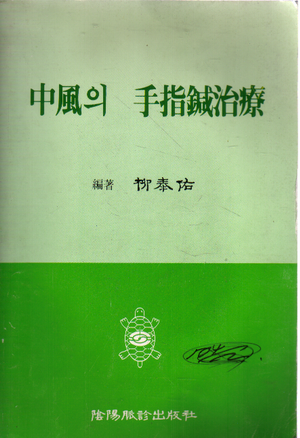 中風의 手指鍼治療
編著 柳泰佑
陰陽脈診出版社